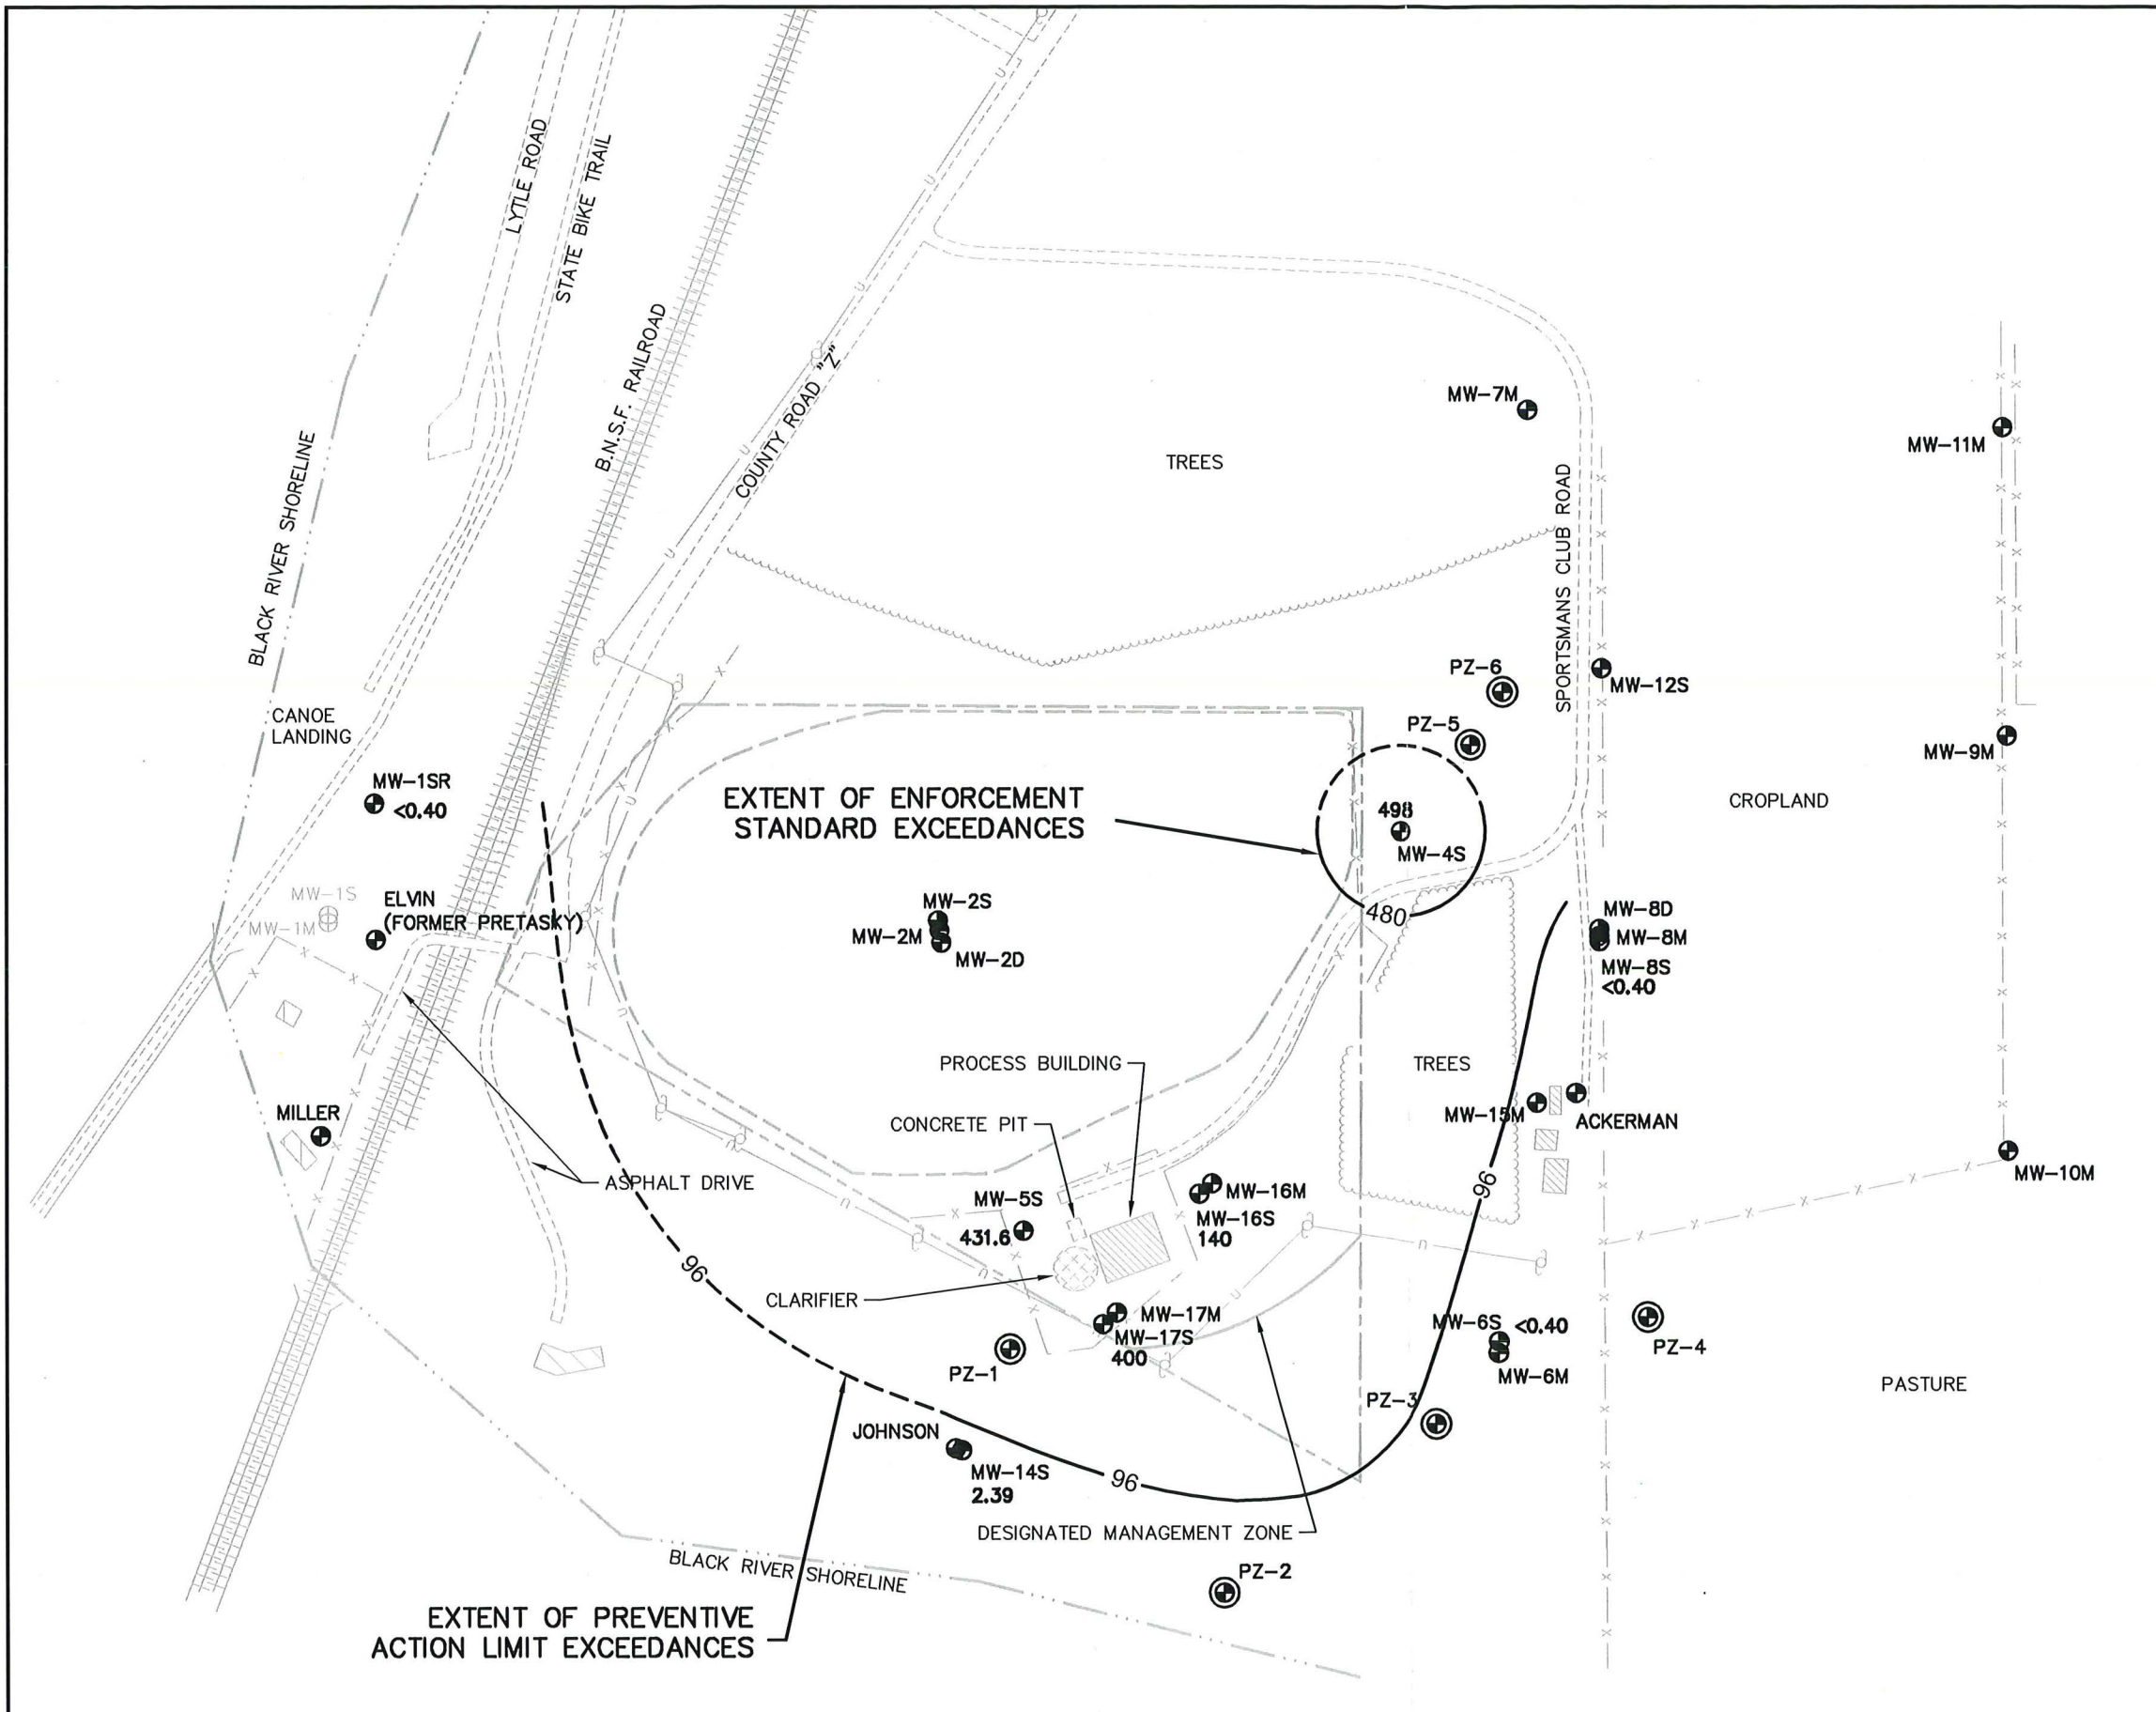 LYTLE ROAD
STATE BIKE TRAIL
B.N.S.F. RAILROAD
COUNTY ROAD "Z"
BLACK RIVER SHORELINE
TREES
MW-7M
MW-11M
SPORTSMANS CLUB ROAD
PZ-6
MW-12S
PZ-5
MW-9M
CANOE
LANDING
MW-1SR
<0.40
EXTENT OF ENFORCEMENT
STANDARD EXCEEDANCES
498
MW-4S
CROPLAND
480
MW-1S
MW-1M
ELVIN
(FORMER PRETASKY)
MW-2S
MW-2M
MW-2D
MW-8D
MW-8M
MW-8S
<0.40
PROCESS BUILDING
TREES
CONCRETE PIT
MILLER
MW-15M
ACKERMAN
ASPHALT DRIVE
MW-10M
MW-5S
431.6
MW-16M
MW-16S
140
96
96
CLARIFIER
MW-17M
MW-17S
400
MW-6S <0.40
MW-6M
PZ-4
PZ-1
PZ-3
PASTURE
JOHNSON
MW-14S
2.39
96
DESIGNATED MANAGEMENT ZONE
BLACK RIVER SHORELINE
PZ-2
EXTENT OF PREVENTIVE
ACTION LIMIT EXCEEDANCES